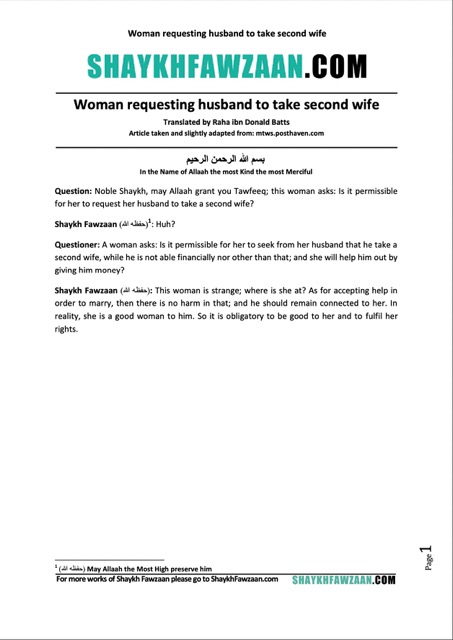 Woman requesting husband to take second wife
SHAYKHFAWZAAN.COM
Woman requesting husband to take second wife
Translated by Raha ibn Donald Batts
Article taken and slightly adapted from: mtws.posthaven.com
بسم الله الرحمن الرحيم
In the Name of Allaah the most Kind the most Merciful
Question: Noble Shaykh, may Allaah grant you Tawfeeq; this woman asks: Is it permissible
for her to request her husband to take a second wife?
Shaykh Fawzaan (حفظه الله)1: Huh?
Questioner: A woman asks: Is it permissible for her to seek from her husband that he take a
second wife, while he is not able financially nor other than that; and she will help him out by
giving him money?
Shaykh Fawzaan (حفظه الله): This woman is strange; where is she at? As for accepting help in
order to marry, then there is no harm in that; and he should remain connected to her. In
reality, she is a good woman to him. So it is obligatory to be good to her and to fulfil her
rights.
1 (حفظه الله) May Allaah the Most High preserve him
For more works of Shaykh Fawzaan please go to ShaykhFawzaan.com
SHAYKHFAWZAAN.COM
Page1